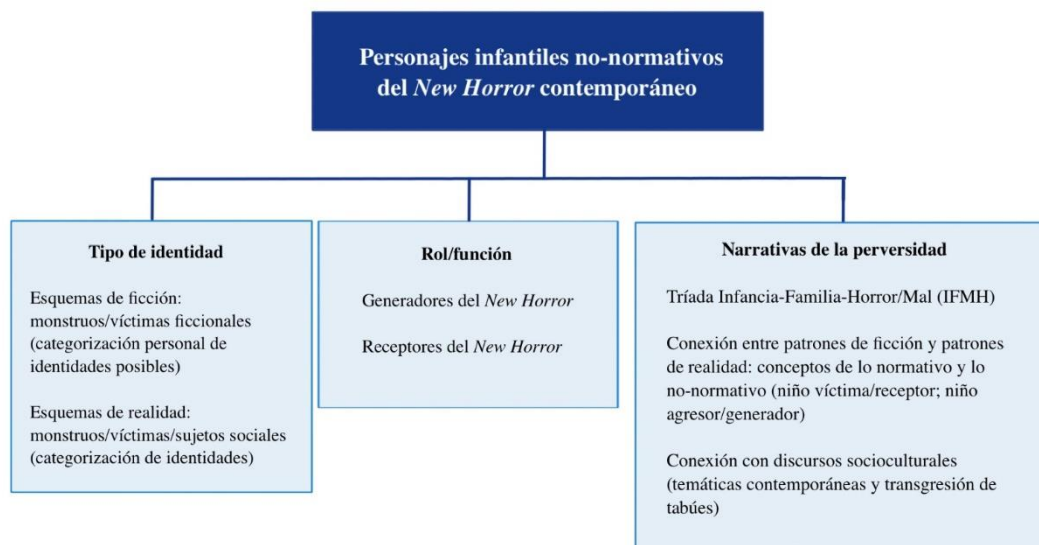 Personajes infantiles no-normativos
del New Horror contemporáneo
Tipo de identidad
Esquemas de ficción:
monstruos/víctimas ficcionales
(categorización personal de
identidades posibles)
Esquemas de realidad:
monstruos/víctimas/sujetos sociales
(categorización de identidades)
Rol/función
Generadores del New Horror
Receptores del New Horror
Narrativas de la perversidad
Tríada Infancia-Familia-Horror/Mal (IFMH)
Conexión entre patrones de ficción y patrones
de realidad: conceptos de lo normativo y lo
no-normativo (niño víctima/receptor; niño
agresor/generador)
Conexión con discursos socioculturales
(temáticas contemporáneas y transgresión de
tabúes)